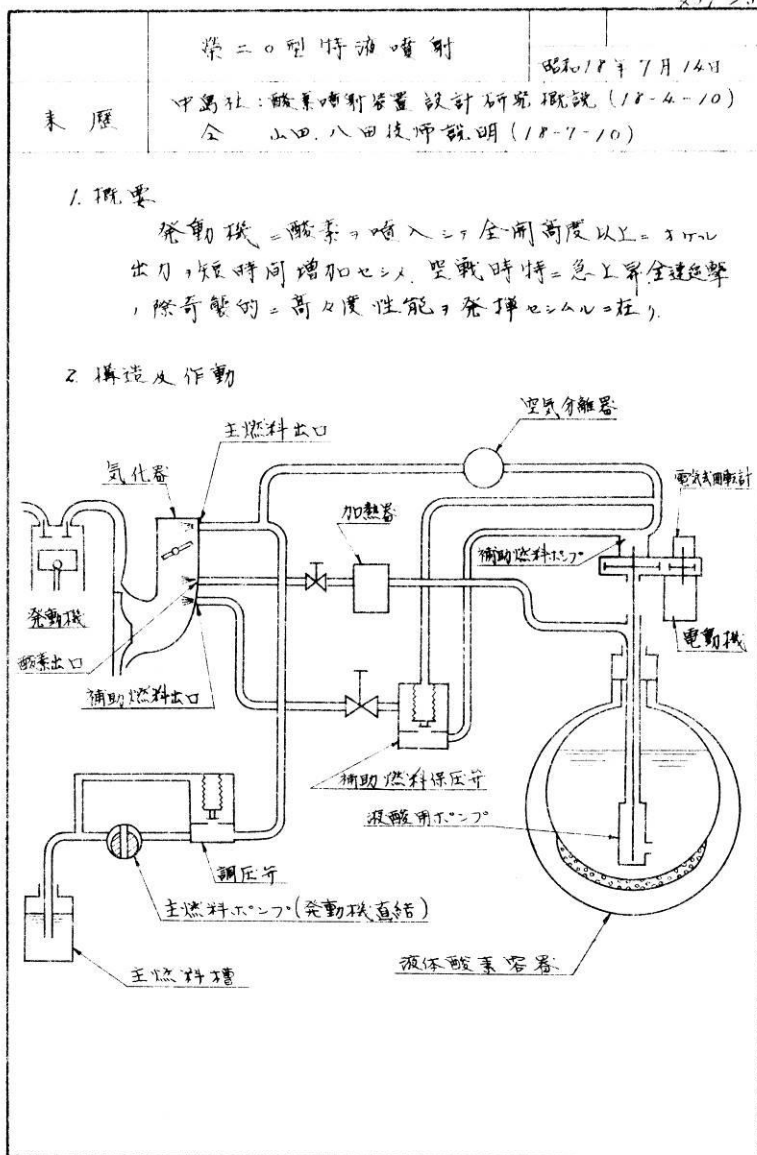 栄二〇型特液噴射
昭和18年7月14日
来歴
中島社:酸素噴射装置設計研究概説(18-4-10)
仝 山田、八田技師説明(18-7-10)
1. 概要
発動機ニ酸素ヲ噴入シテ全開高度以上ニオケル
出力ヲ短時間増加セシメ、空戦時特ニ急上昇全速追撃
ノ際奇襲的ニ高々度性能ヲ発揮セシムルニ在リ
2. 構造及作動
空気分離器
主燃料出口
気化器
電気式回転計
加熱器
補助燃料ポンプ
発動機
電動機
酸素出口
補助燃料出口
補助燃料保圧弁
液酸用ポンプ
調圧弁
主燃料ポンプ(発動機直結)
液体酸素容器
主燃料槽